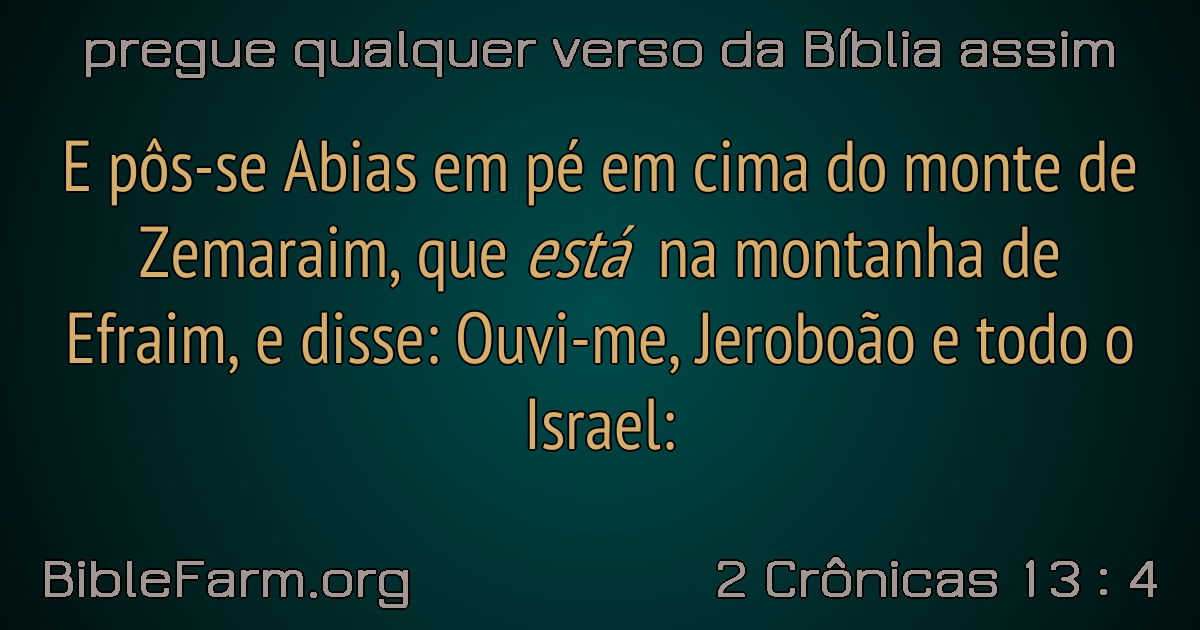 pregue qualquer verso da Bíblia assim
E pôs-se Abias em pé em cima do monte de
Zemaraim, que está na montanha de
Efraim, e disse: Ouvi-me, Jeroboão e todo o
Israel:
BibleFarm.org
2 Crônicas 13 : 4